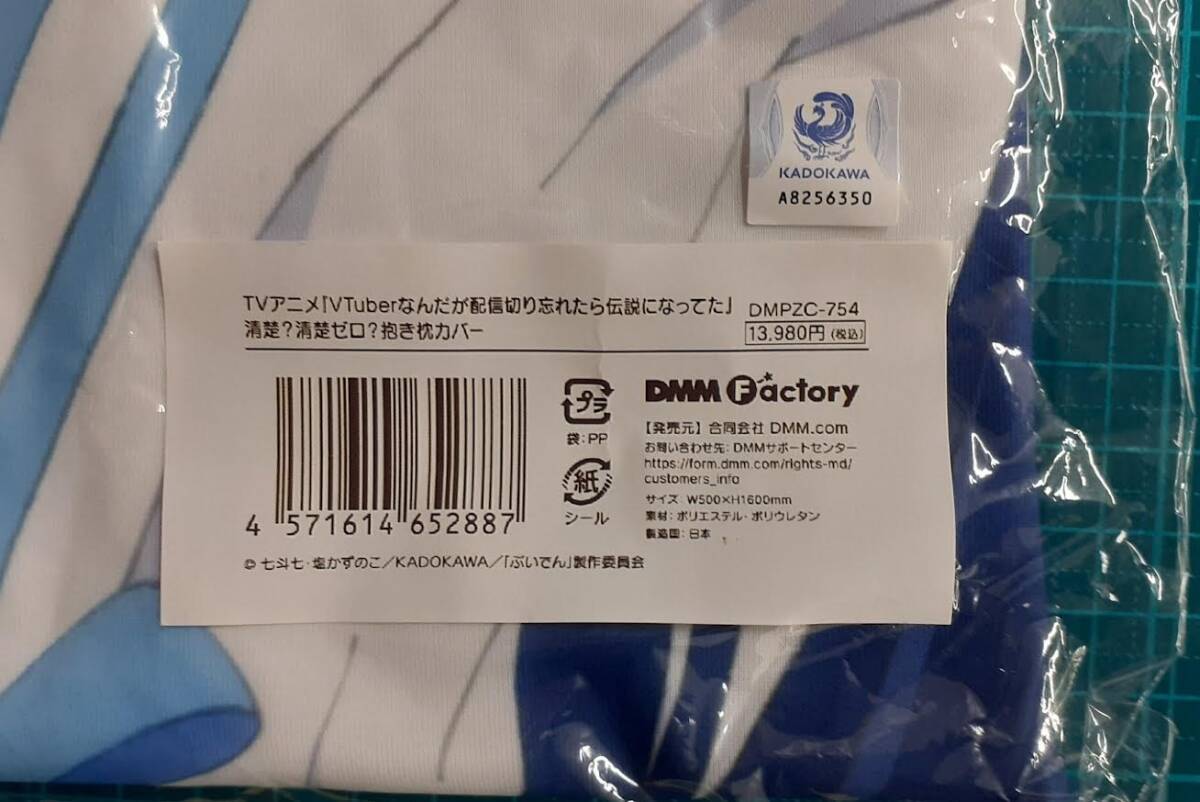 KADOKAWA
A8256350
TVアニメ「VTuberなんだが配信切り忘れたら伝説になってた」
清楚?清楚ゼロ?抱き枕カバー
DMPZC-754
13,980円(税込)
4 571614 652887
プラ
袋:PP
紙
シール
DMM Factory
【発売元】合同会社 DMM.com
お問い合わせ先:DMMサポートセンター
https://form.dmm.com/rights-md/
customers_info
サイズ:W500×H1600mm
素材:ポリエステル・ポリウレタン
製造国:日本
© 七斗七・塩かずのこ/KADOKAWA/「ぶいでん」製作委員会